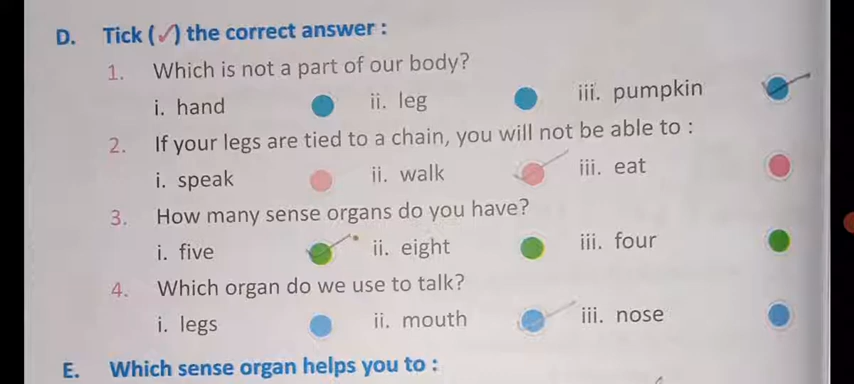 D. Tick (✓) the correct answer :
1. Which is not a part of our body?
i. hand ii. leg iii. pumpkin
2. If your legs are tied to a chain, you will not be able to :
i. speak ii. walk iii. eat
3. How many sense organs do you have?
i. five ii. eight iii. four
4. Which organ do we use to talk?
i. legs ii. mouth iii. nose
E. Which sense organ helps you to :